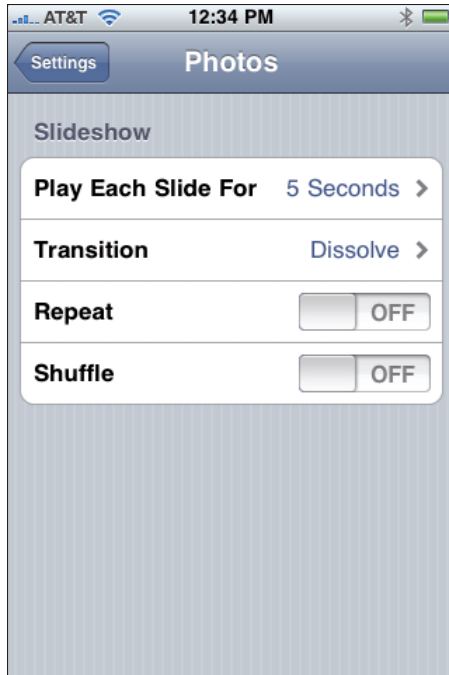 AT&T 12:34 PM
Settings Photos
Slideshow
Play Each Slide For 5 Seconds
Transition Dissolve
Repeat OFF
Shuffle OFF